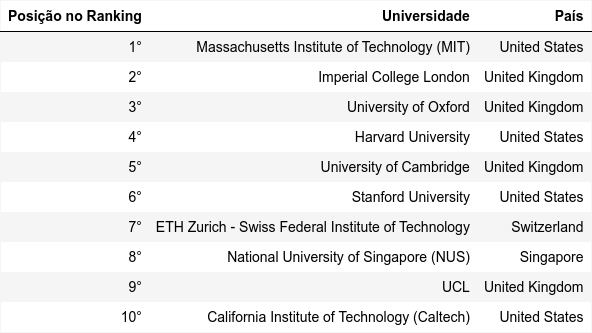 Posição no Ranking Universidade País
1° Massachusetts Institute of Technology (MIT) United States
2° Imperial College London United Kingdom
3° University of Oxford United Kingdom
4° Harvard University United States
5° University of Cambridge United Kingdom
6° Stanford University United States
7° ETH Zurich - Swiss Federal Institute of Technology Switzerland
8° National University of Singapore (NUS) Singapore
9° UCL United Kingdom
10° California Institute of Technology (Caltech) United States